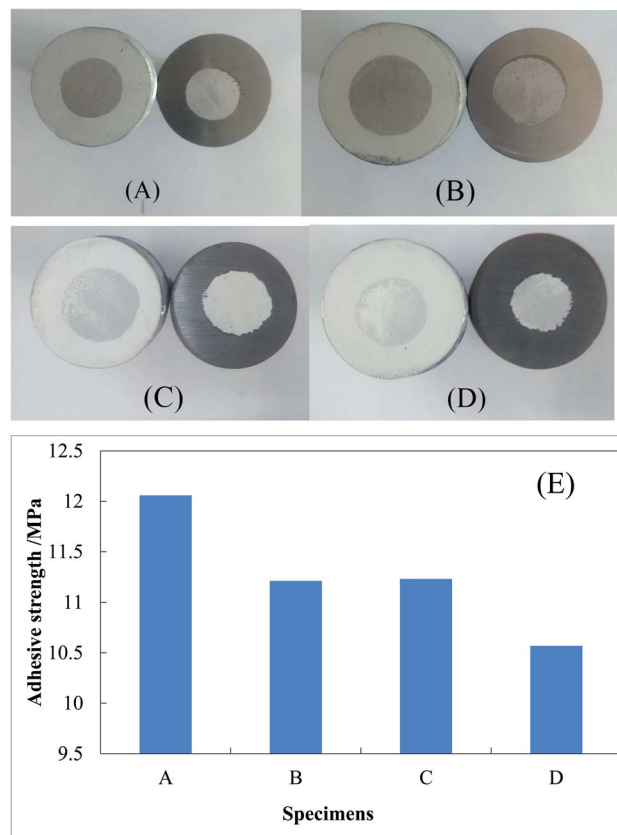 (A)
(B)
(C)
(D)
(E)
12.5
12
11.5
11
10.5
10
9.5
Adhesive strength /MPa
A B C D
Specimens